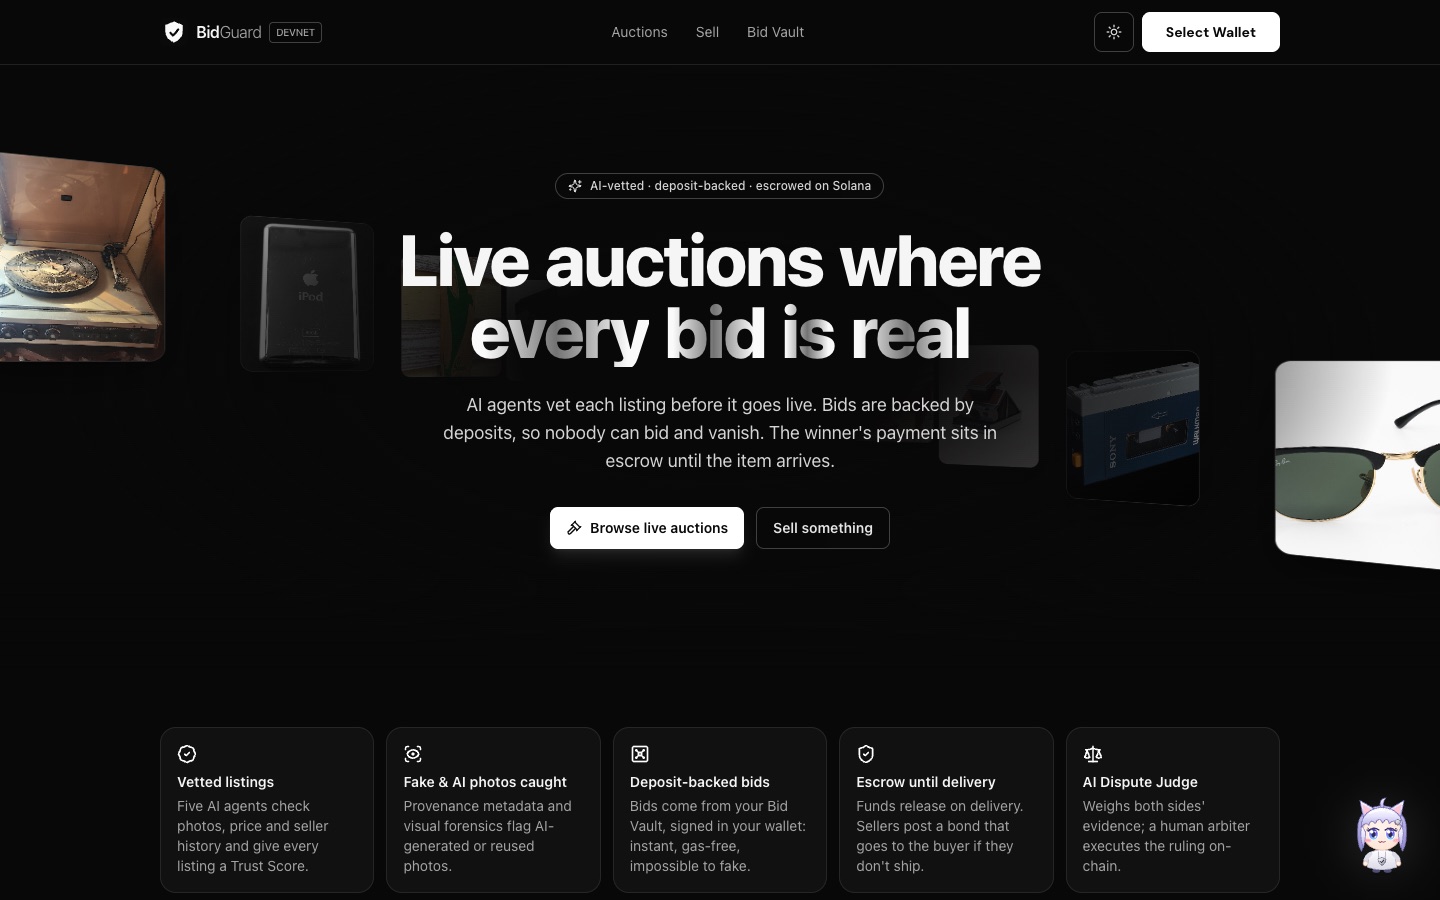 BidGuard DEVNET
Auctions Sell Bid Vault
Select Wallet
iPod
AI-vetted · deposit-backed · escrowed on Solana
Live auctions where
every bid is real
AI agents vet each listing before it goes live. Bids are backed by
deposits, so nobody can bid and vanish. The winner's payment sits in
escrow until the item arrives.
SONY
WALKMAN
Ray-Ban
Browse live auctions
Sell something
Vetted listings
Five AI agents check
photos, price and seller
history and give every
listing a Trust Score.
Fake & AI photos caught
Provenance metadata and
visual forensics flag AI-
generated or reused
photos.
Deposit-backed bids
Bids come from your Bid
Vault, signed in your wallet:
instant, gas-free,
impossible to fake.
Escrow until delivery
Funds release on delivery.
Sellers post a bond that
goes to the buyer if they
don't ship.
AI Dispute Judge
Weighs both sides'
evidence; a human arbiter
executes the ruling on-
chain.